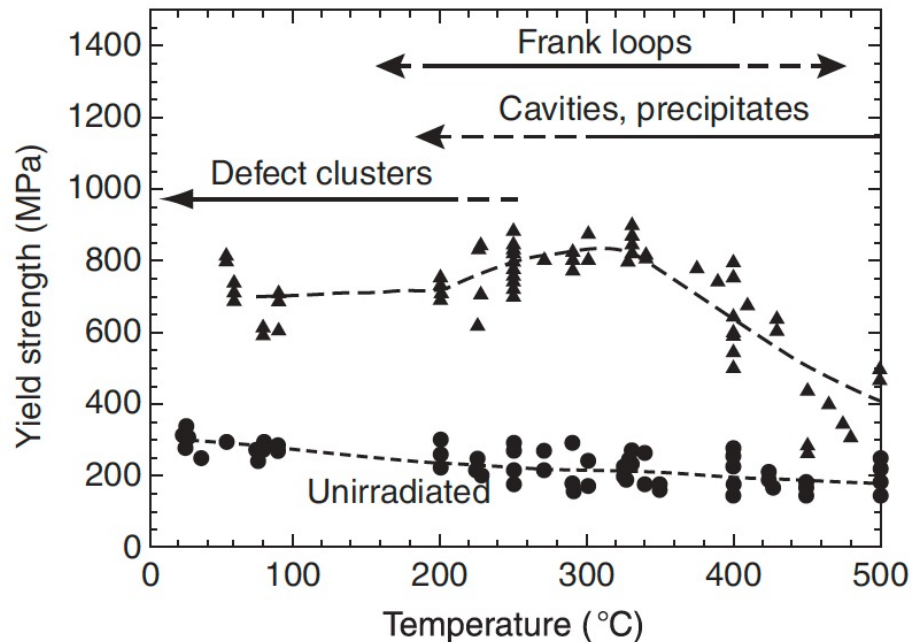 1400
Frank loops
1200
Cavities, precipitates
Defect clusters
1000
800
600
400
200
Unirradiated
0
0 100 200 300 400 500
Yield strength (MPa)
Temperature (°C)